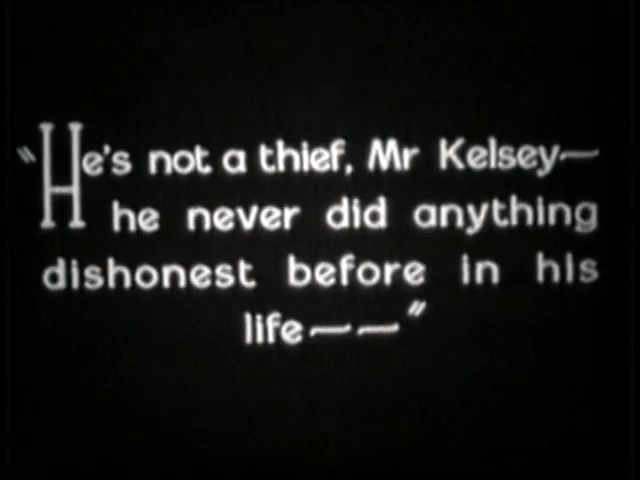 "He's not a thief, Mr Kelsey—
he never did anything
dishonest before in his
life——"